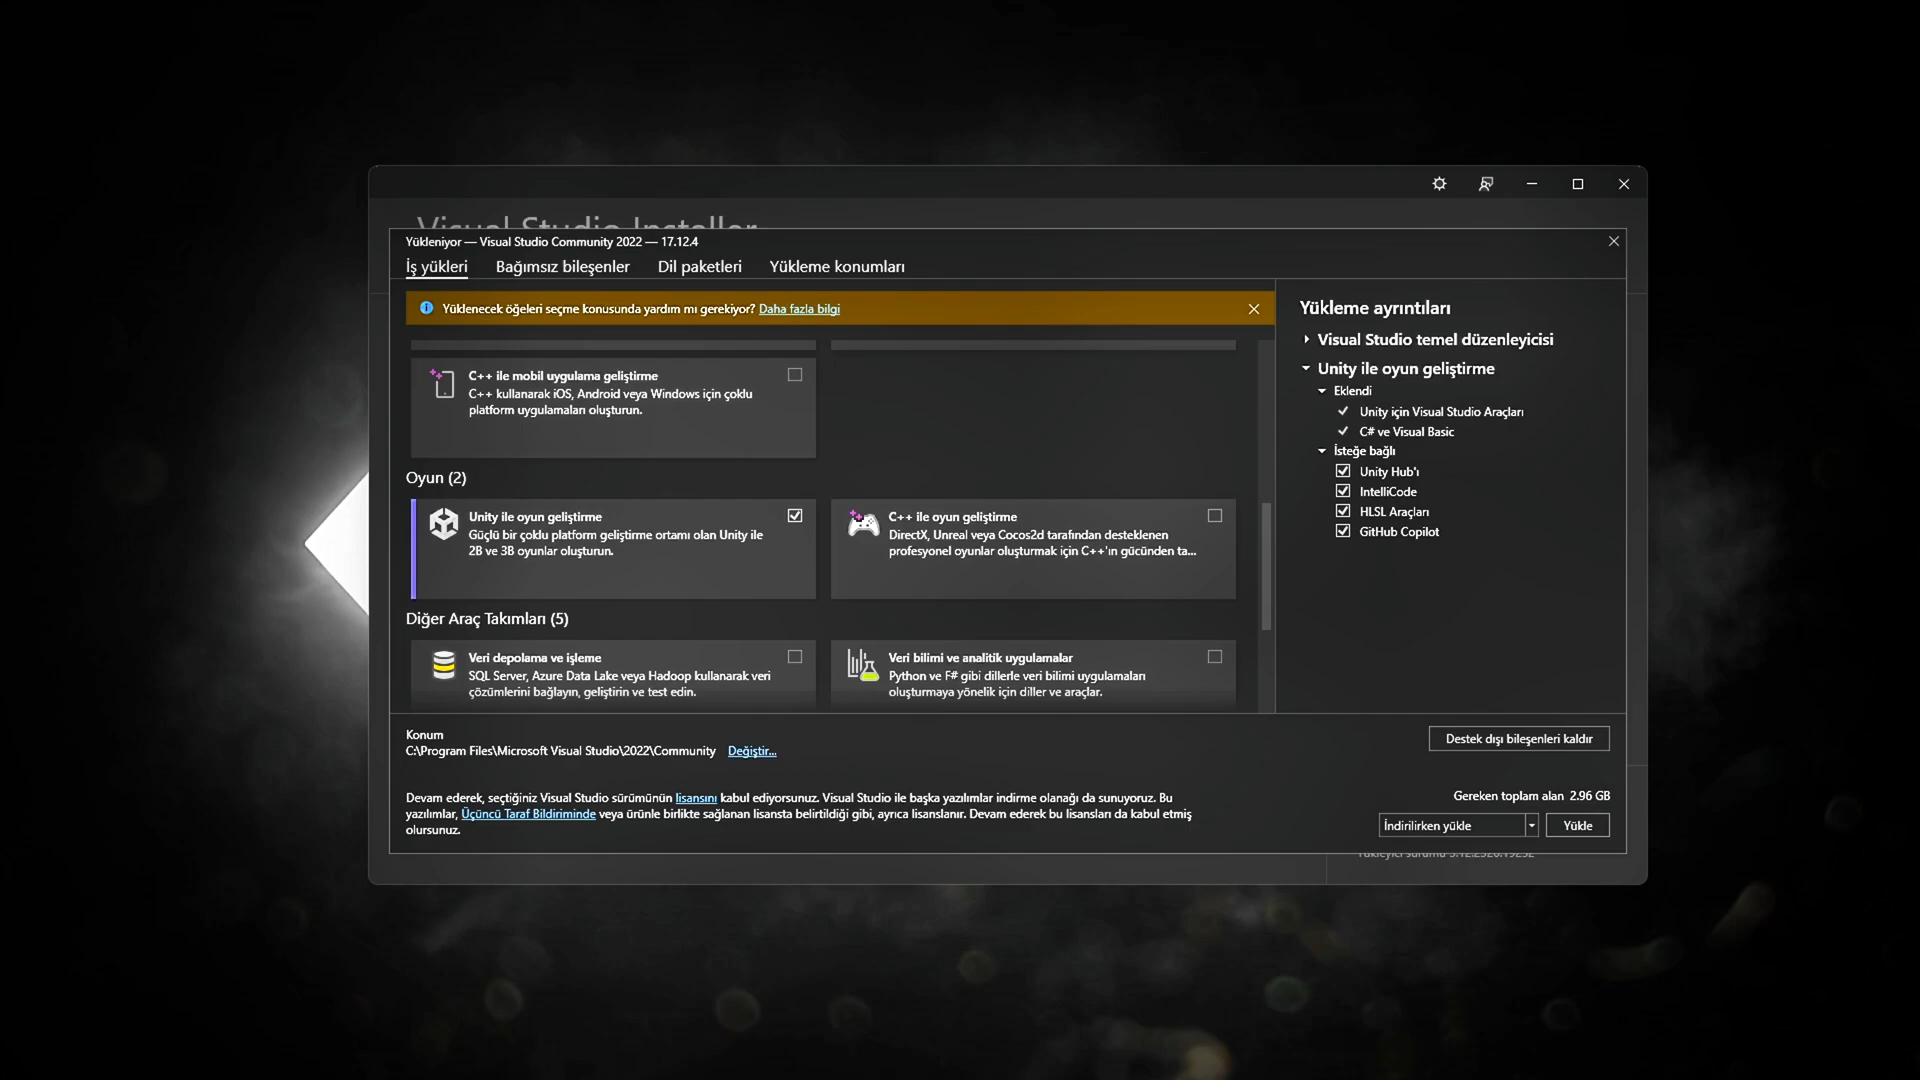 Visual Studio Installer
Yükleniyor — Visual Studio Community 2022 — 17.12.4
İş yükleri
Bağımsız bileşenler
Dil paketleri
Yükleme konumları
Yüklenecek öğeleri seçme konusunda yardım mı gerekiyor? Daha fazla bilgi
C++ ile mobil uygulama geliştirme
C++ kullanarak iOS, Android veya Windows için çoklu
platform uygulamaları oluşturun.
Oyun (2)
Unity ile oyun geliştirme
Güçlü bir çoklu platform geliştirme ortamı olan Unity ile
2B ve 3B oyunlar oluşturun.
C++ ile oyun geliştirme
DirectX, Unreal veya Cocos2d tarafından desteklenen
profesyonel oyunlar oluşturmak için C++'ın gücünden ta...
Diğer Araç Takımları (5)
Veri depolama ve işleme
SQL Server, Azure Data Lake veya Hadoop kullanarak veri
çözümlerini bağlayın, geliştirin ve test edin.
Veri bilimi ve analitik uygulamalar
Python ve F# gibi dillerle veri bilimi uygulamaları
oluşturmaya yönelik için diller ve araçlar.
Yükleme ayrıntıları
Visual Studio temel düzenleyicisi
Unity ile oyun geliştirme
Eklendi
Unity için Visual Studio Araçları
C# ve Visual Basic
İsteğe bağlı
Unity Hub'ı
IntelliCode
HLSL Araçları
GitHub Copilot
Konum
C:\Program Files\Microsoft Visual Studio\2022\Community Değiştir...
Destek dışı bileşenleri kaldır
Devam ederek, seçtiğiniz Visual Studio sürümünün lisansını kabul ediyorsunuz. Visual Studio ile başka yazılımlar indirme olanağı da sunuyoruz. Bu
yazılımlar, Üçüncü Taraf Bildiriminde veya ürünle birlikte sağlanan lisansta belirtildiği gibi, ayrıca lisanslanır. Devam ederek bu lisansları da kabul etmiş
olursunuz.
Gereken toplam alan 2.96 GB
İndirilirken yükle
Yükle
Yükleyici sürümü